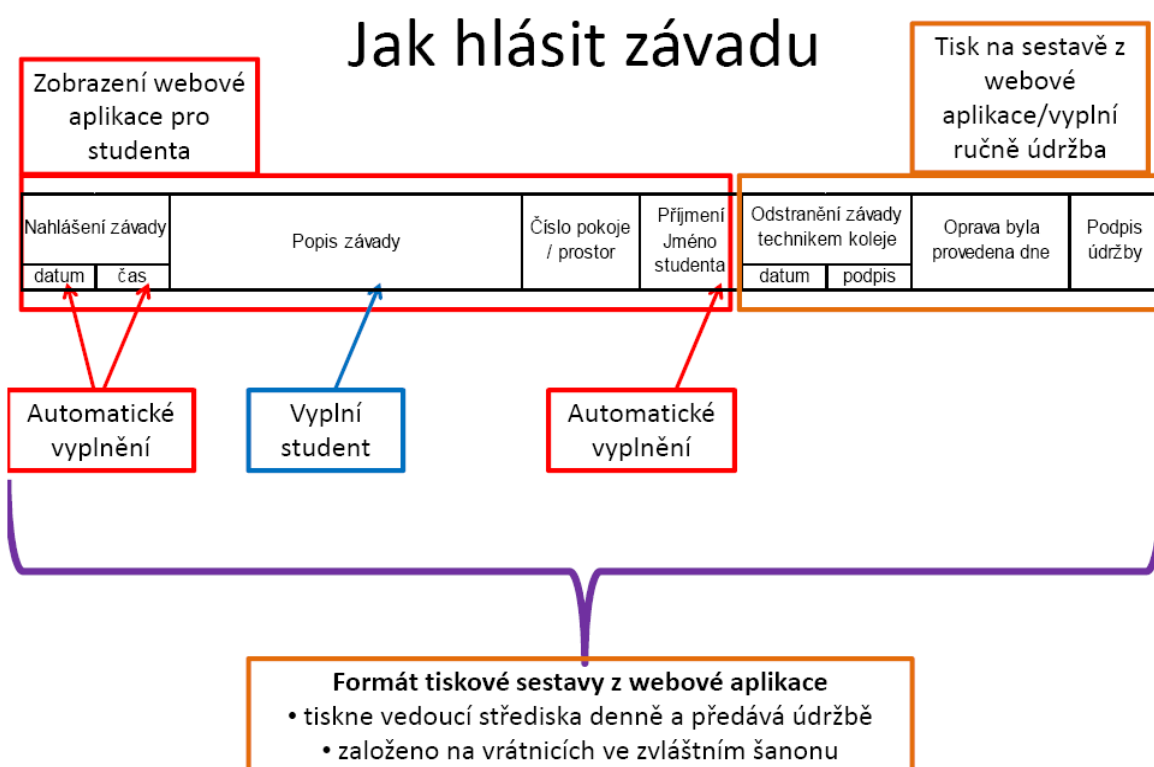 Jak hlásit závadu
Zobrazení webové
aplikace pro
studenta
Tisk na sestavě z
webové
aplikace/vyplní
ručně údržba
Nahlášení závady
datum
čas
Popis závady
Číslo pokoje
/ prostor
Příjmení
Jméno
studenta
Odstranění závady
technikem koleje
datum
podpis
Oprava byla
provedena dne
Podpis
údržby
Automatické
vyplnění
Vyplní
student
Automatické
vyplnění
Formát tiskové sestavy z webové aplikace
• tiskne vedoucí střediska denně a předává údržbě
• založeno na vrátnicích ve zvláštním šanonu